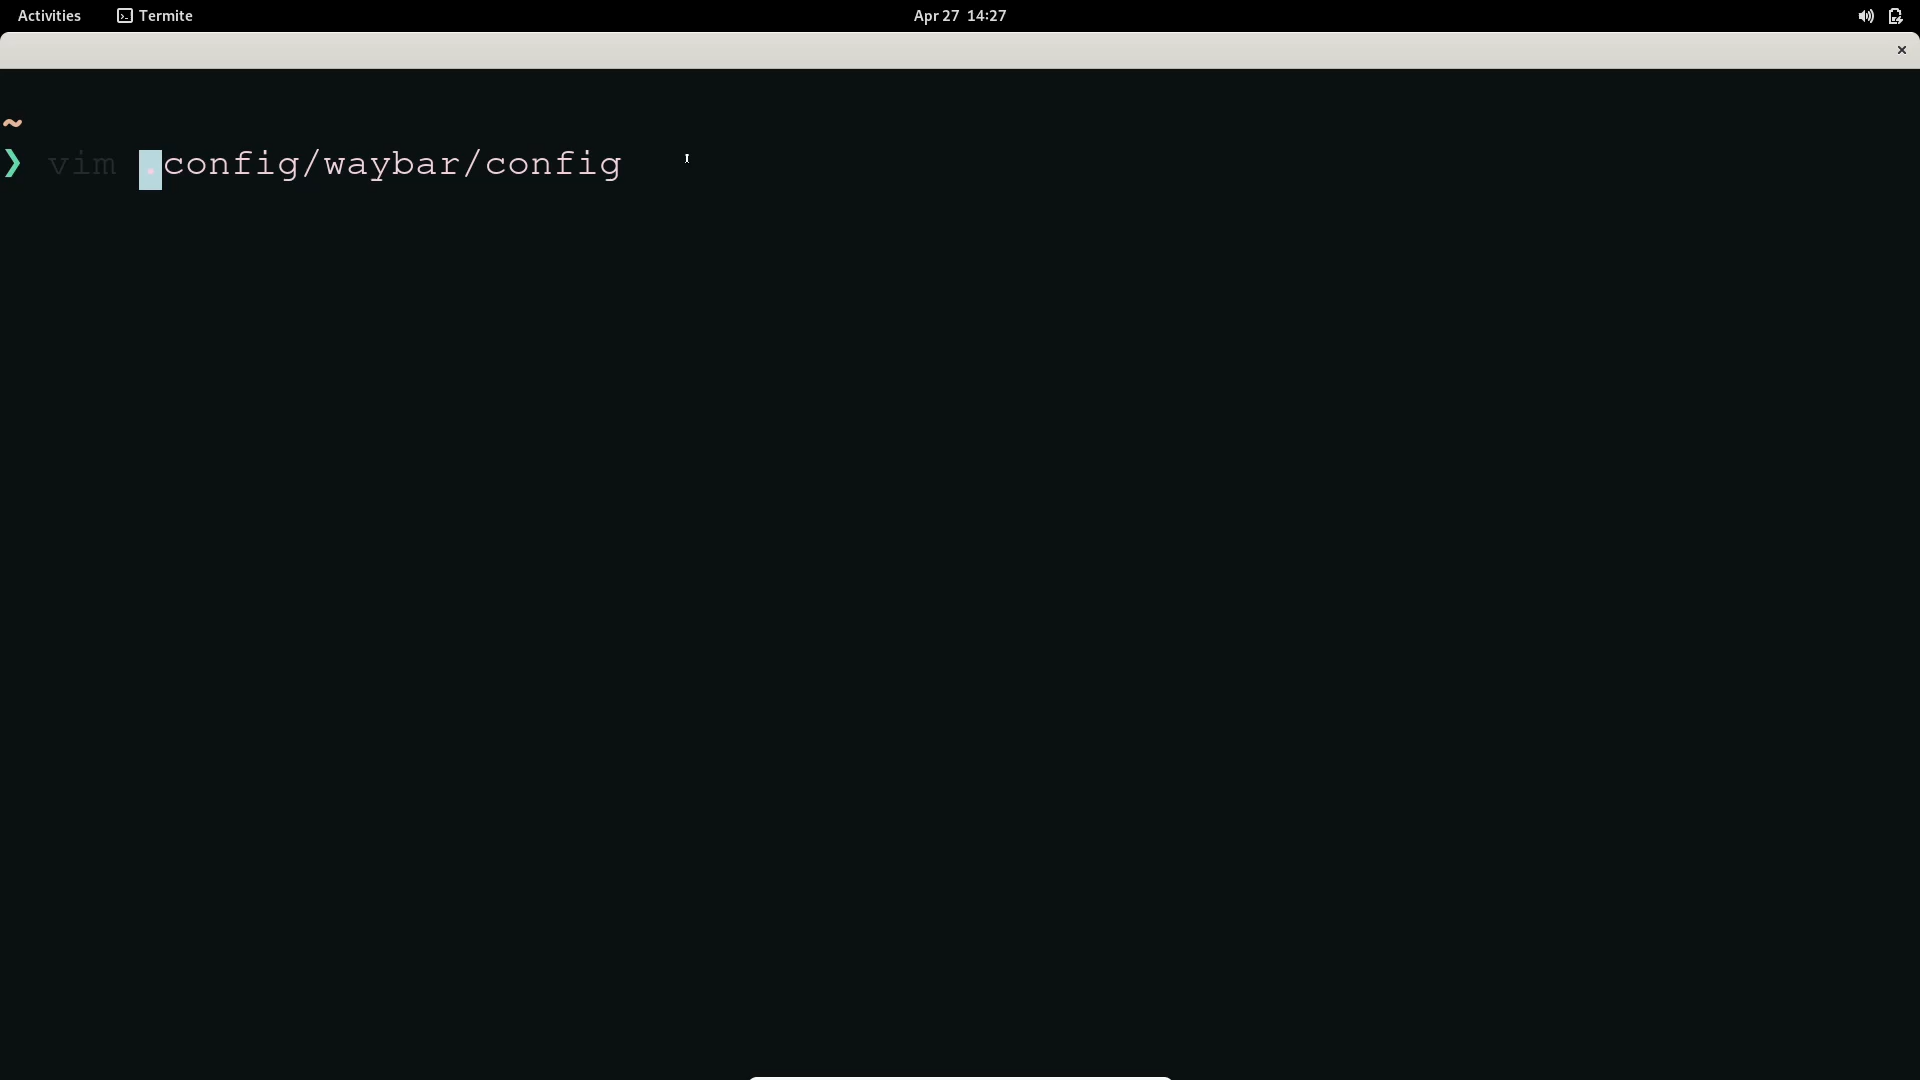 Activities Termite Apr 27 14:27
~
❯ vim .config/waybar/config